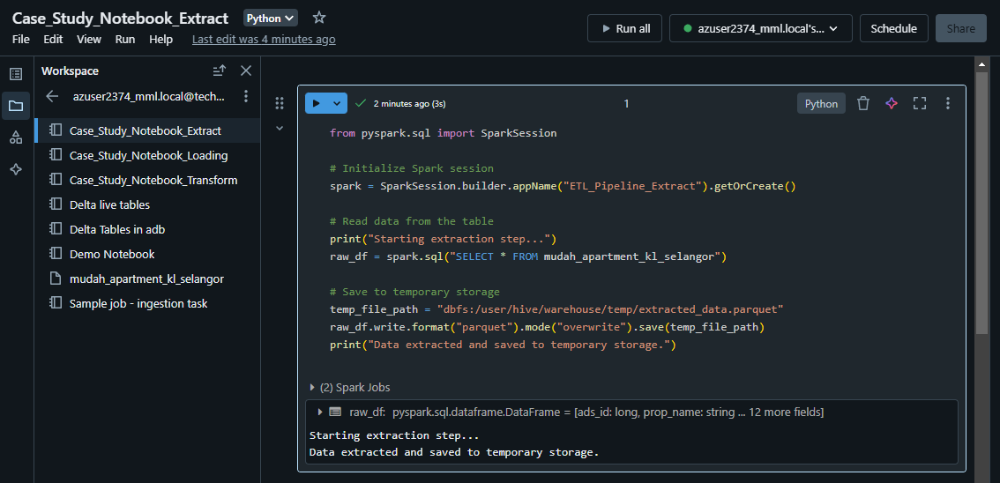 Case_Study_Notebook_Extract Python
File Edit View Run Help Last edit was 4 minutes ago
Run all azuser2374_mml.local's... Schedule Share
Workspace
azuser2374_mml.local@tech...
Case_Study_Notebook_Extract
Case_Study_Notebook_Loading
Case_Study_Notebook_Transform
Delta live tables
Delta Tables in adb
Demo Notebook
mudah_apartment_kl_selangor
Sample job - ingestion task
2 minutes ago (3s) 1 Python
from pyspark.sql import SparkSession
# Initialize Spark session
spark = SparkSession.builder.appName("ETL_Pipeline_Extract").getOrCreate()
# Read data from the table
print("Starting extraction step...")
raw_df = spark.sql("SELECT * FROM mudah_apartment_kl_selangor")
# Save to temporary storage
temp_file_path = "dbfs:/user/hive/warehouse/temp/extracted_data.parquet"
raw_df.write.format("parquet").mode("overwrite").save(temp_file_path)
print("Data extracted and saved to temporary storage.")
(2) Spark Jobs
raw_df: pyspark.sql.dataframe.DataFrame = [ads_id: long, prop_name: string ... 12 more fields]
Starting extraction step...
Data extracted and saved to temporary storage.